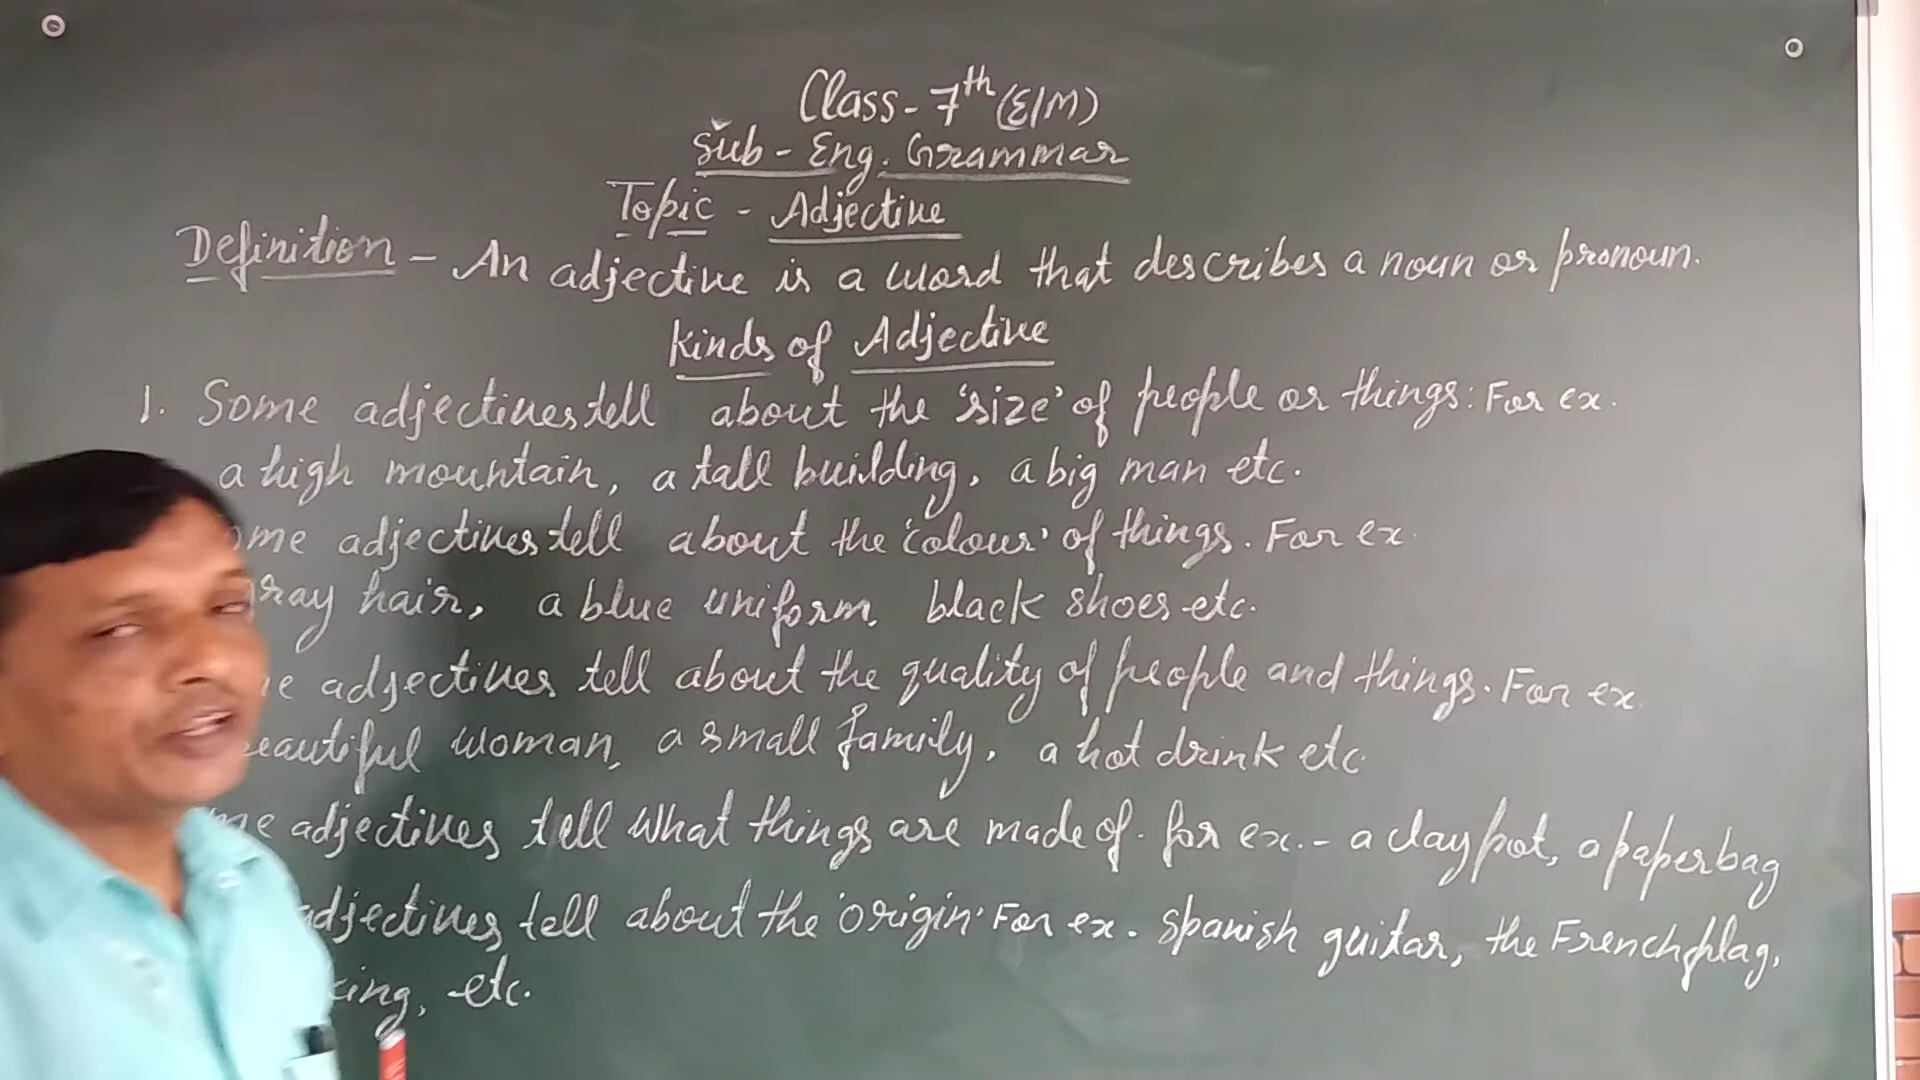 Class - 7th (E/M)
Sub - Eng. Grammar
Topic - Adjective
Definition - An adjective is a word that describes a noun or pronoun.
Kinds of Adjective
1. Some adjectives tell about the 'size' of people or things: For ex.
a high mountain, a tall building, a big man etc.
adjectives tell about the 'colour' of things. For ex.
hair, a blue uniform, black shoes etc.
adjectives tell about the quality of people and things. For ex.
woman, a small family, a hot drink etc
adjectives tell what things are made of. for ex. - a clay pot, a paper bag
adjectives tell about the 'origin' For ex. Spanish guitar, the French flag,
etc.